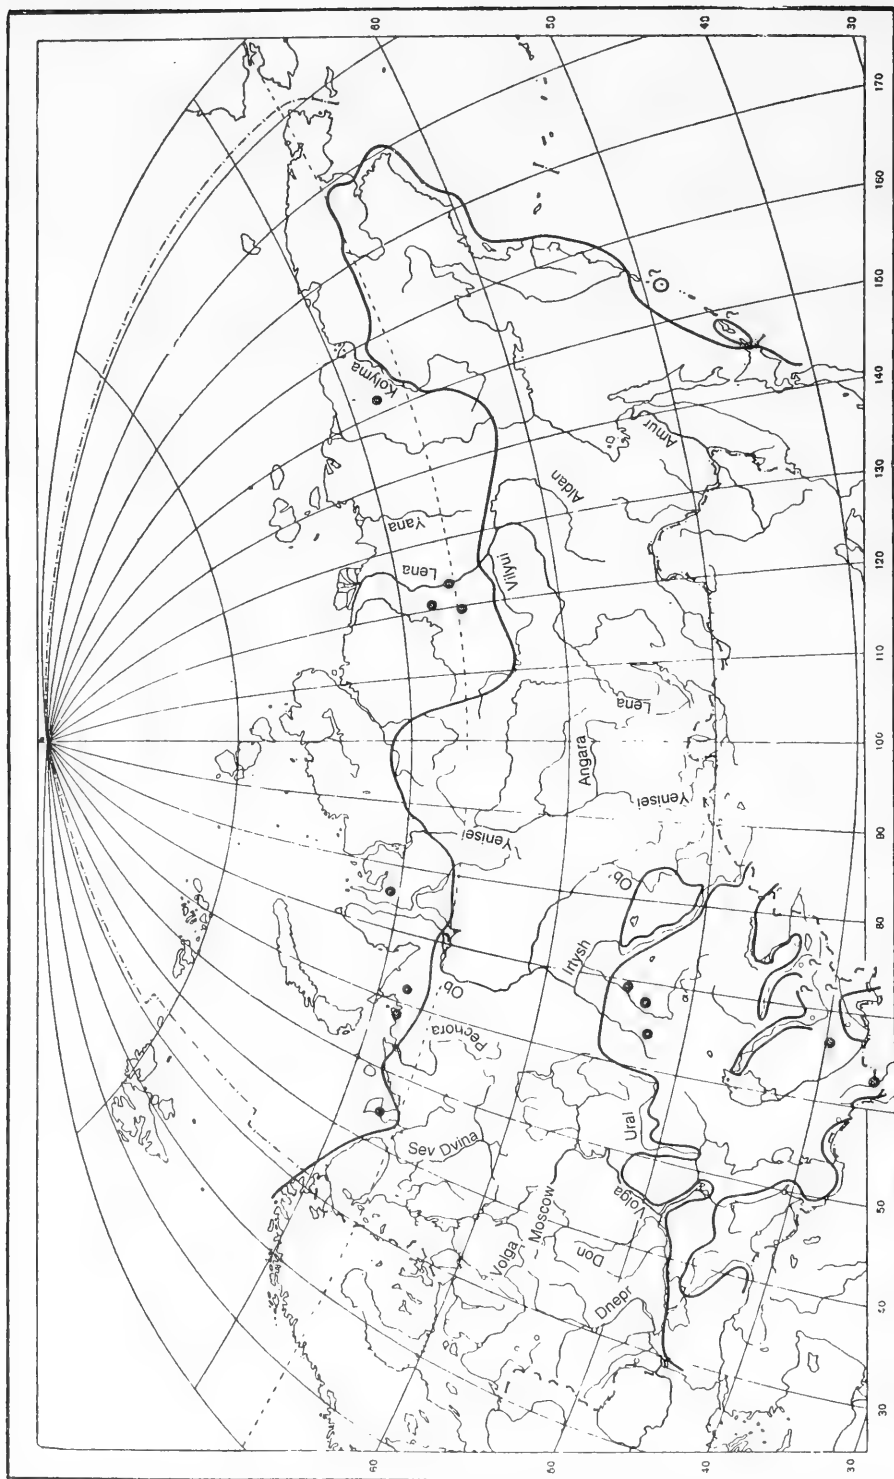 60
50
40
30
170
160
150
140
130
120
110
100
90
80
50
40
30
60
50
40
30
Kolyma
Yana
Lena
Vilyui
Aldan
Amur
?
?
Lena
Angara
Yenisei
Yenisei
Ob
Irtysh
Ob
Pechora
Sev Dvina
Ural
Volga
Moscow
Volga
Don
Dnepr